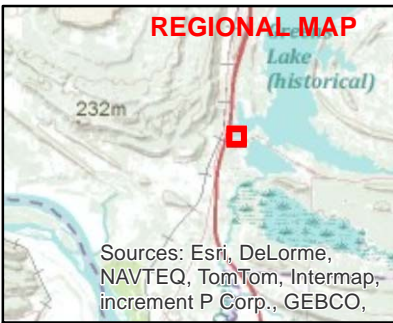 REGIONAL MAP
Lake
(historical)
232m
Sources: Esri, DeLorme,
NAVTEQ, TomTom, Intermap,
increment P Corp., GEBCO,